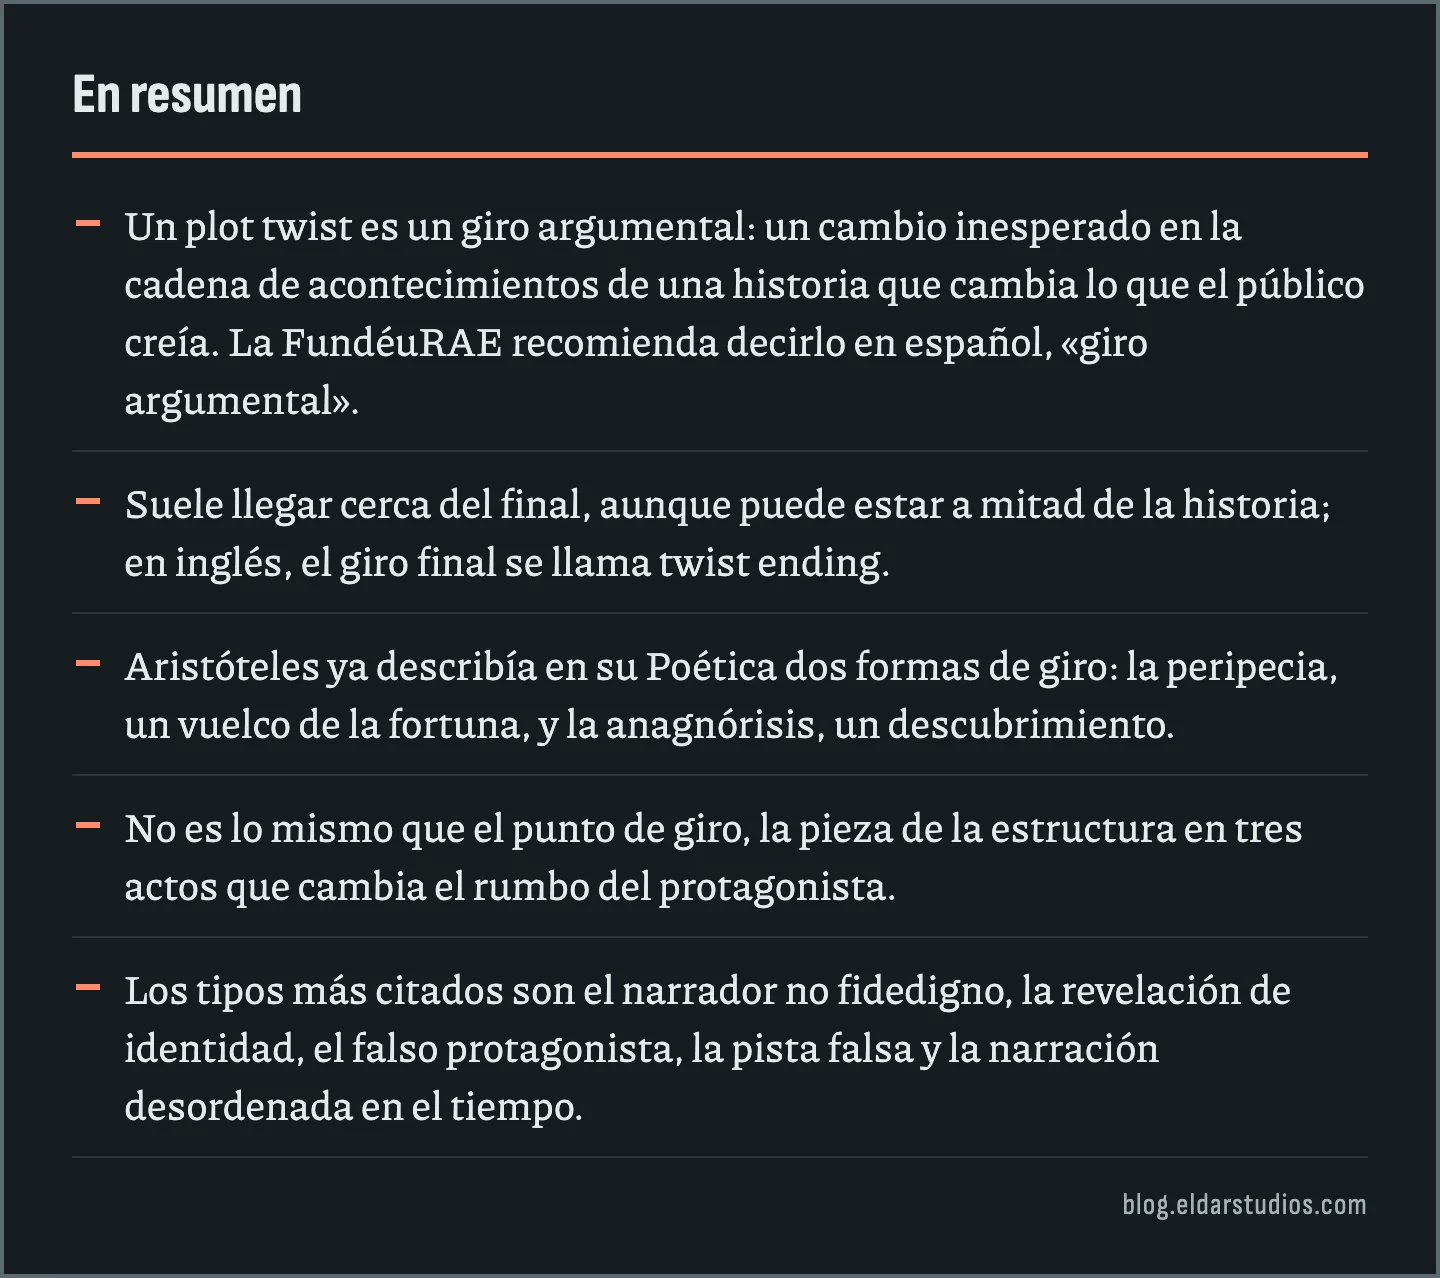 En resumen
Un plot twist es un giro argumental: un cambio inesperado en la
cadena de acontecimientos de una historia que cambia lo que el público
creía. La FundéuRAE recomienda decirlo en español, «giro
argumental».
Suele llegar cerca del final, aunque puede estar a mitad de la historia;
en inglés, el giro final se llama twist ending.
Aristóteles ya describía en su Poética dos formas de giro: la peripecia,
un vuelco de la fortuna, y la anagnórisis, un descubrimiento.
No es lo mismo que el punto de giro, la pieza de la estructura en tres
actos que cambia el rumbo del protagonista.
Los tipos más citados son el narrador no fidedigno, la revelación de
identidad, el falso protagonista, la pista falsa y la narración
desordenada en el tiempo.
blog.eldarstudios.com